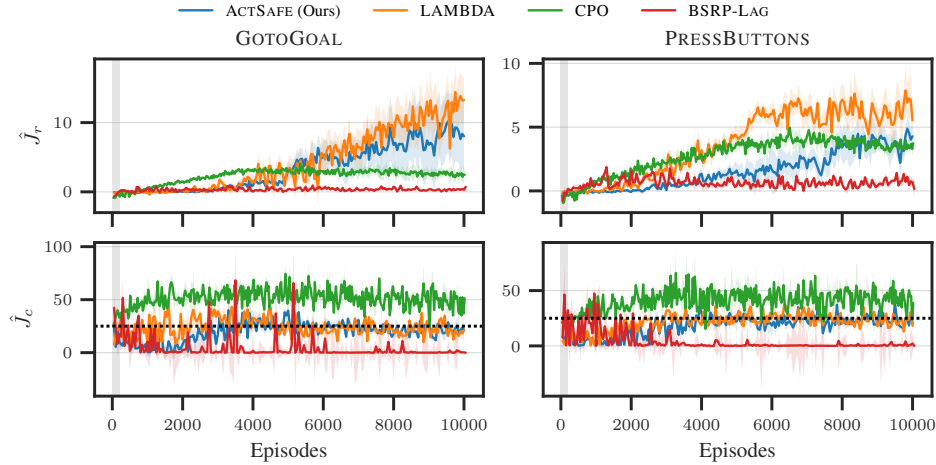 ACTSAFE (Ours) LAMBDA CPO BSRP-LAG
GOTOGOAL PRESSBUTTONS
Ĵr
10
0
10
5
0
Ĵc
100
50
0
50
0
0 2000 4000 6000 8000 10000
0 2000 4000 6000 8000 10000
Episodes Episodes